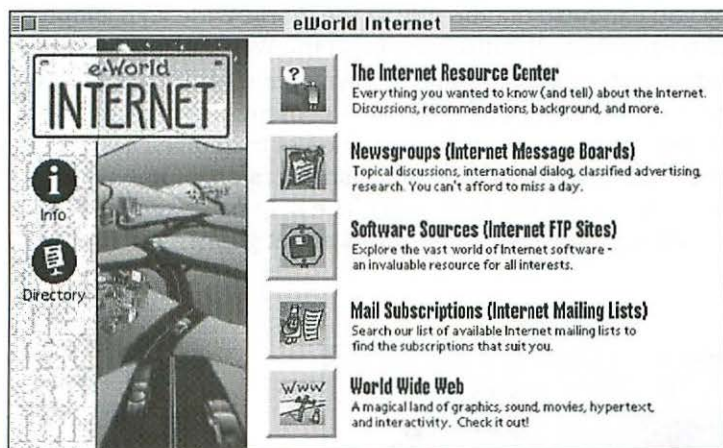 eWorld Internet
e·World
INTERNET
Info
Directory
?
The Internet Resource Center
Everything you wanted to know (and tell) about the Internet.
Discussions, recommendations, background, and more.
Newsgroups (Internet Message Boards)
Topical discussions, international dialog, classified advertising,
research. You can't afford to miss a day.
Software Sources (Internet FTP Sites)
Explore the vast world of Internet software -
an invaluable resource for all interests.
Mail Subscriptions (Internet Mailing Lists)
Search our list of available Internet mailing lists to
find the subscriptions that suit you.
WWW
World Wide Web
A magical land of graphics, sound, movies, hypertext,
and interactivity. Check it out!